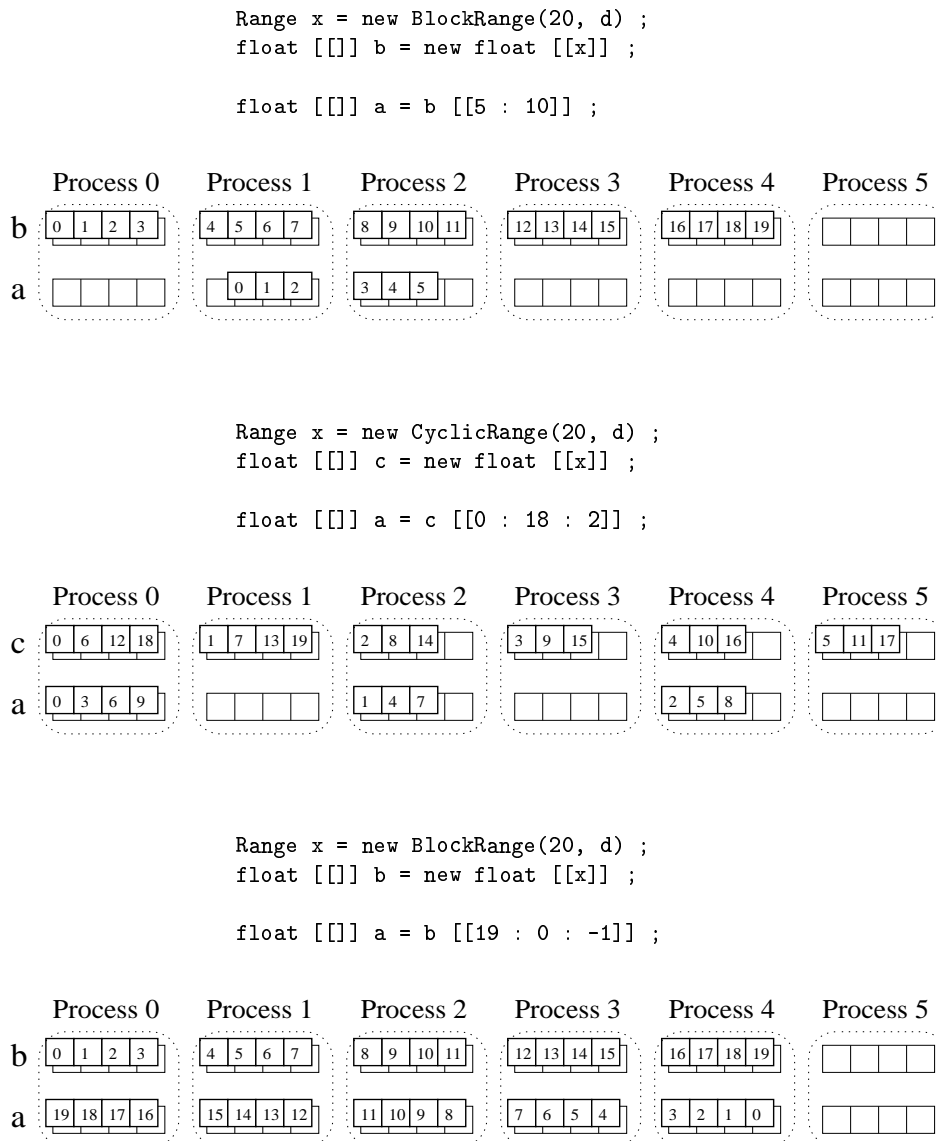 Range x = new BlockRange(20, d) ;
float [[]] b = new float [[x]] ;
float [[]] a = b [[5 : 10]] ;
Process 0 Process 1 Process 2 Process 3 Process 4 Process 5
b 0 1 2 3 4 5 6 7 8 9 10 11 12 13 14 15 16 17 18 19
a 0 1 2 3 4 5
Range x = new CyclicRange(20, d) ;
float [[]] c = new float [[x]] ;
float [[]] a = c [[0 : 18 : 2]] ;
Process 0 Process 1 Process 2 Process 3 Process 4 Process 5
c 0 6 12 18 1 7 13 19 2 8 14 3 9 15 4 10 16 5 11 17
a 0 3 6 9 1 4 7 2 5 8
Range x = new BlockRange(20, d) ;
float [[]] b = new float [[x]] ;
float [[]] a = b [[19 : 0 : -1]] ;
Process 0 Process 1 Process 2 Process 3 Process 4 Process 5
b 0 1 2 3 4 5 6 7 8 9 10 11 12 13 14 15 16 17 18 19
a 19 18 17 16 15 14 13 12 11 10 9 8 7 6 5 4 3 2 1 0